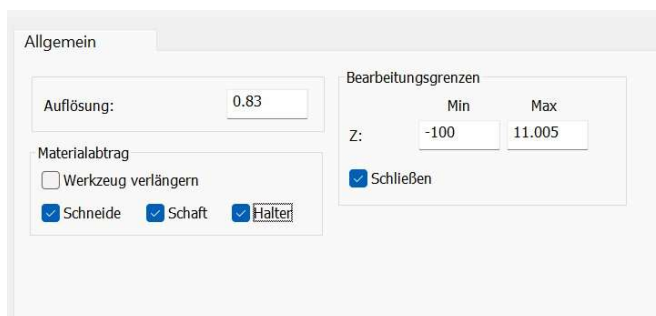 Allgemein
Auflösung: 0.83
Materialabtrag
Werkzeug verlängern
Schneide Schaft Halter
Bearbeitungsgrenzen
Min Max
Z: -100 11.005
Schließen